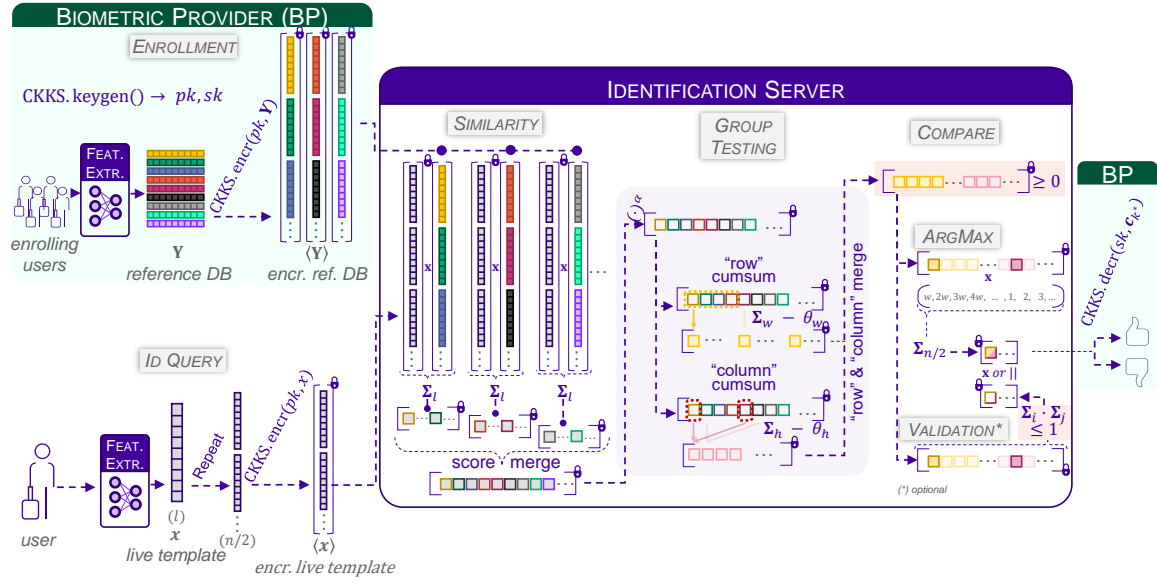 BIOMETRIC PROVIDER (BP)
ENROLLMENT
CKKS.keygen() → pk, sk
FEAT.
EXTR.
enrolling
users
Y
reference DB
CKKS.encr(pk, Y)
⟨Y⟩
encr. ref. DB
ID QUERY
user
FEAT.
EXTR.
(l)
x
live template
Repeat
(n/2)
CKKS.encr(pk, x)
⟨x⟩
encr. live template
IDENTIFICATION SERVER
SIMILARITY
x x x
...
Σl Σl Σl
score merge
GROUP
TESTING
(·)^α
"row"
cumsum
Σw − θw
"column"
cumsum
Σh − θh
"row" & "column" merge
COMPARE
≥ 0
ARGMAX
x
w, 2w, 3w, 4w, ... , 1, 2, 3, ...
Σn/2
x or ||
Σi Σj
≤ 1
VALIDATION*
(*) optional
BP
CKKS.decr(sk, c_k*)